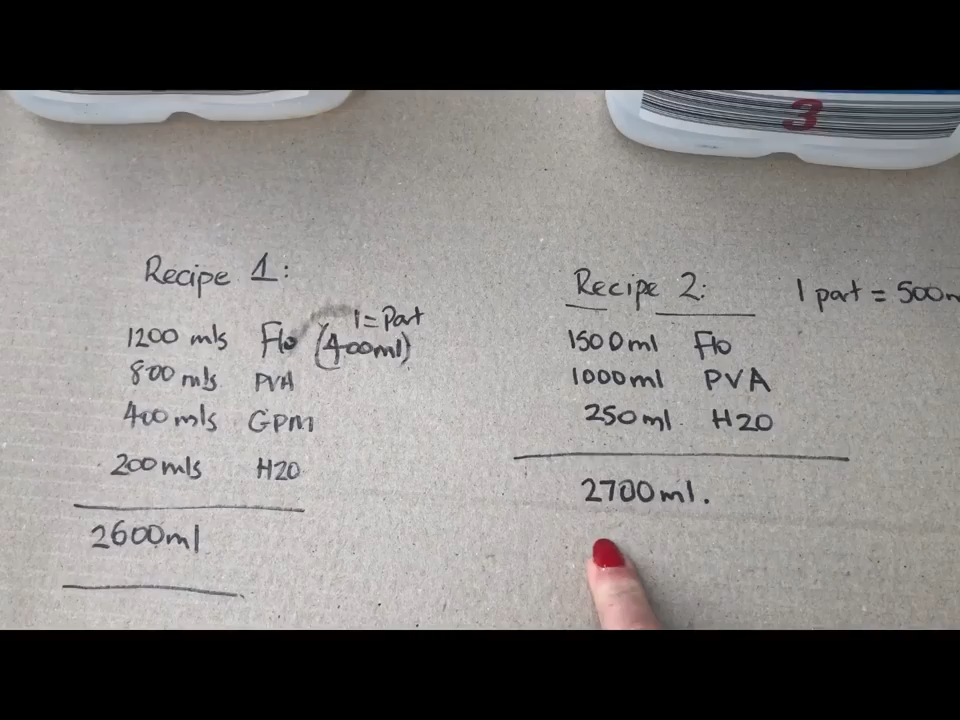 3
Recipe 1:
1 = Part
1200 mls Flo (400ml)
800 mls PVA
400 mls GPM
200 mls H20
2600ml
Recipe 2: 1 part = 500m
1500ml Flo
1000ml PVA
250ml H20
2700ml.